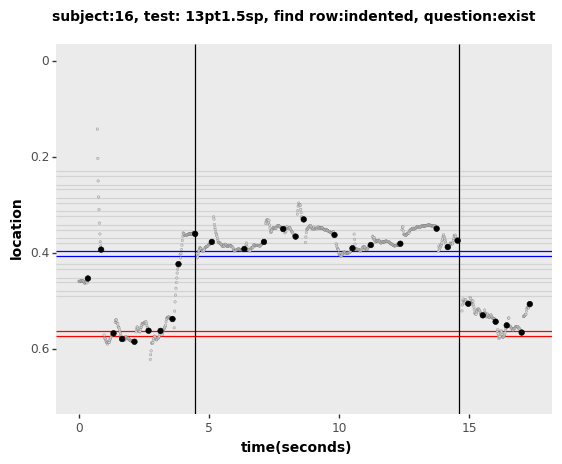 subject:16, test: 13pt1.5sp, find row:indented, question:exist
0
0.2
0.4
0.6
location
0
5
10
15
time(seconds)